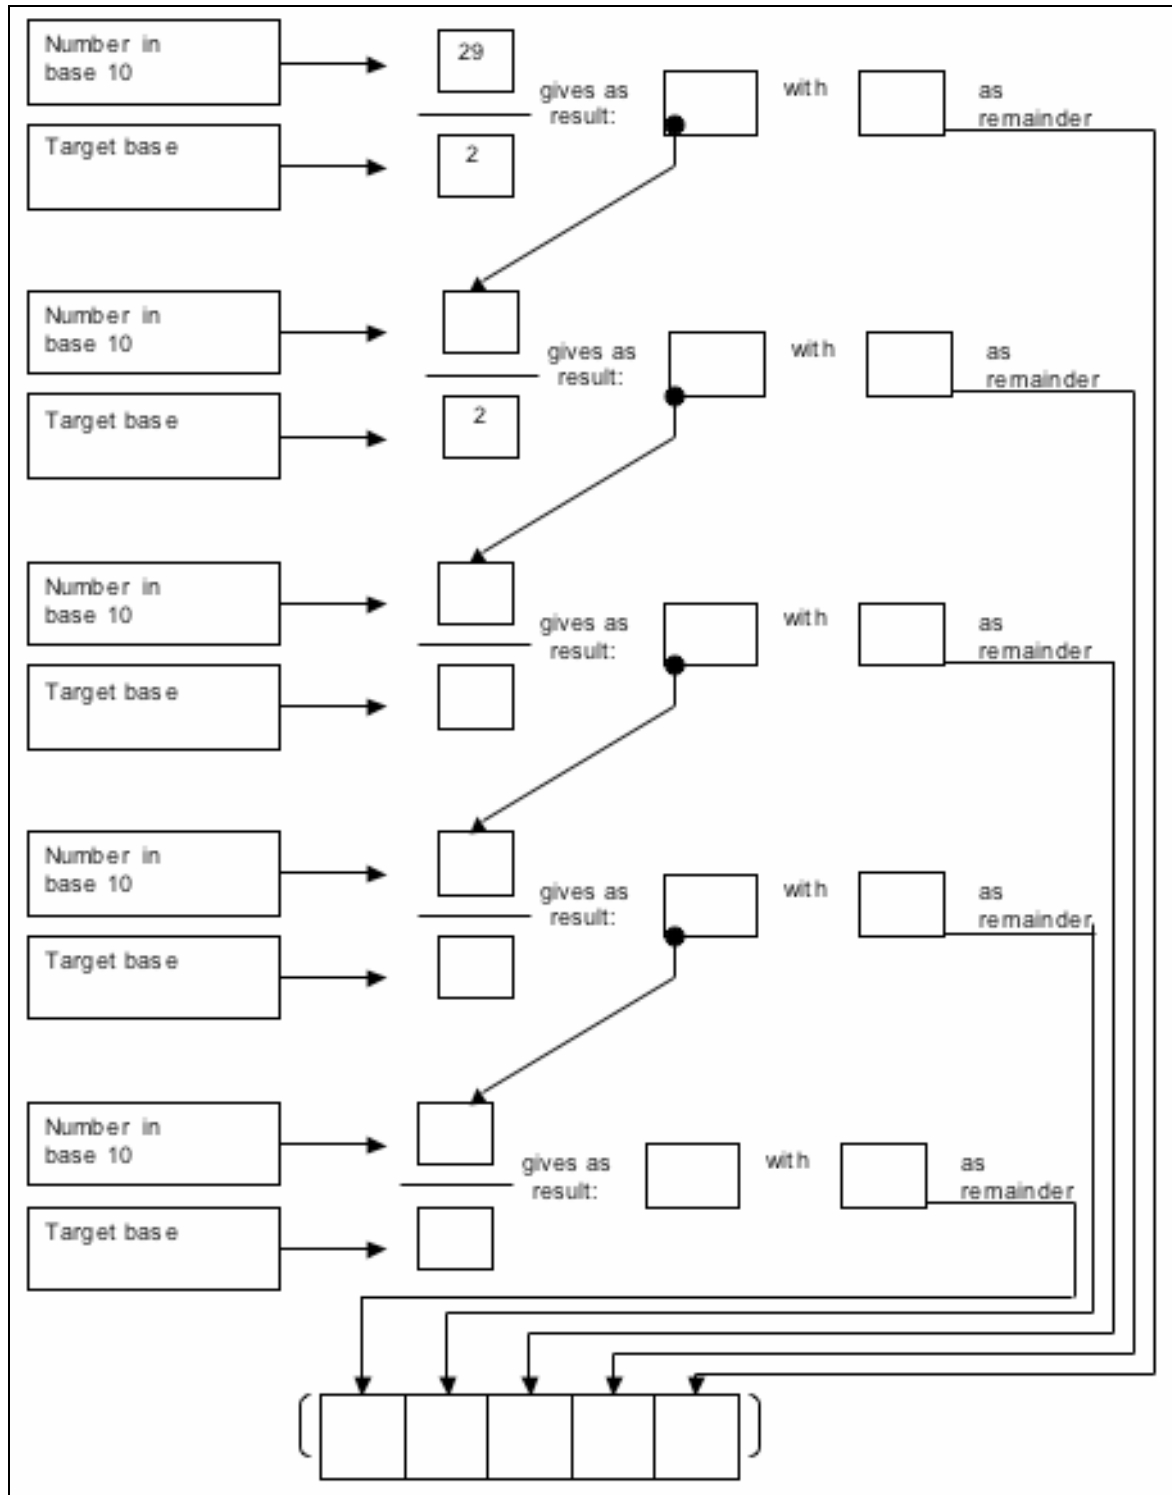 Number in
base 10
29
gives as
result:
with
as
remainder
Target base
2
Number in
base 10
gives as
result:
with
as
remainder
Target base
2
Number in
base 10
gives as
result:
with
as
remainder
Target base
Number in
base 10
gives as
result:
with
as
remainder
Target base
Number in
base 10
gives as
result:
with
as
remainder
Target base